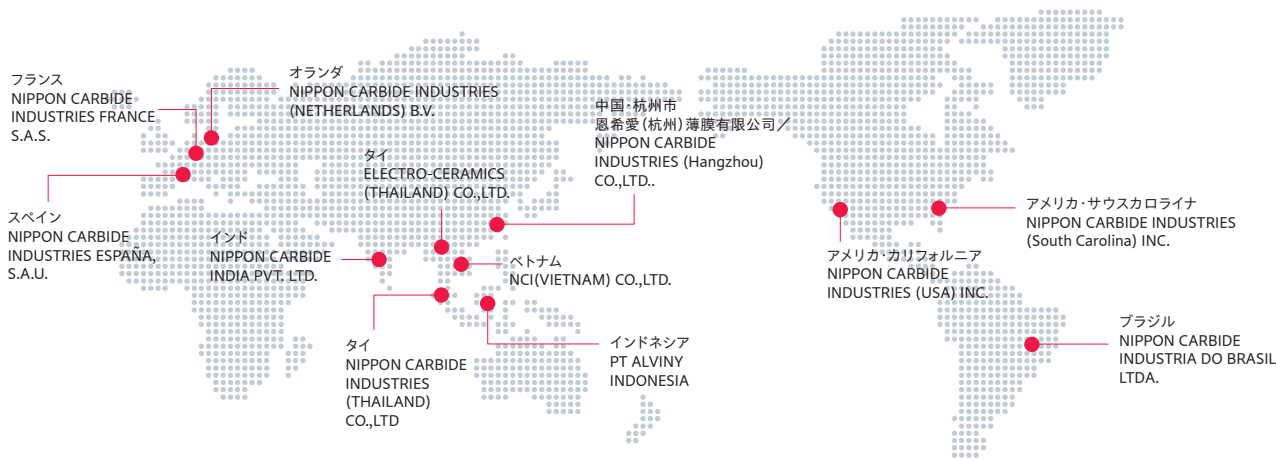 フランス
NIPPON CARBIDE
INDUSTRIES FRANCE
S.A.S.
オランダ
NIPPON CARBIDE INDUSTRIES
(NETHERLANDS) B.V.
中国・杭州市
恩希愛(杭州)薄膜有限公司／
NIPPON CARBIDE
INDUSTRIES (Hangzhou)
CO.,LTD..
タイ
ELECTRO-CERAMICS
(THAILAND) CO.,LTD.
スペイン
NIPPON CARBIDE
INDUSTRIES ESPAÑA,
S.A.U.
インド
NIPPON CARBIDE
INDIA PVT. LTD.
ベトナム
NCI(VIETNAM) CO.,LTD.
アメリカ・サウスカロライナ
NIPPON CARBIDE INDUSTRIES
(South Carolina) INC.
アメリカ・カリフォルニア
NIPPON CARBIDE
INDUSTRIES (USA) INC.
タイ
NIPPON CARBIDE
INDUSTRIES
(THAILAND)
CO.,LTD
インドネシア
PT ALVINY
INDONESIA
ブラジル
NIPPON CARBIDE
INDUSTRIA DO BRASIL
LTDA.